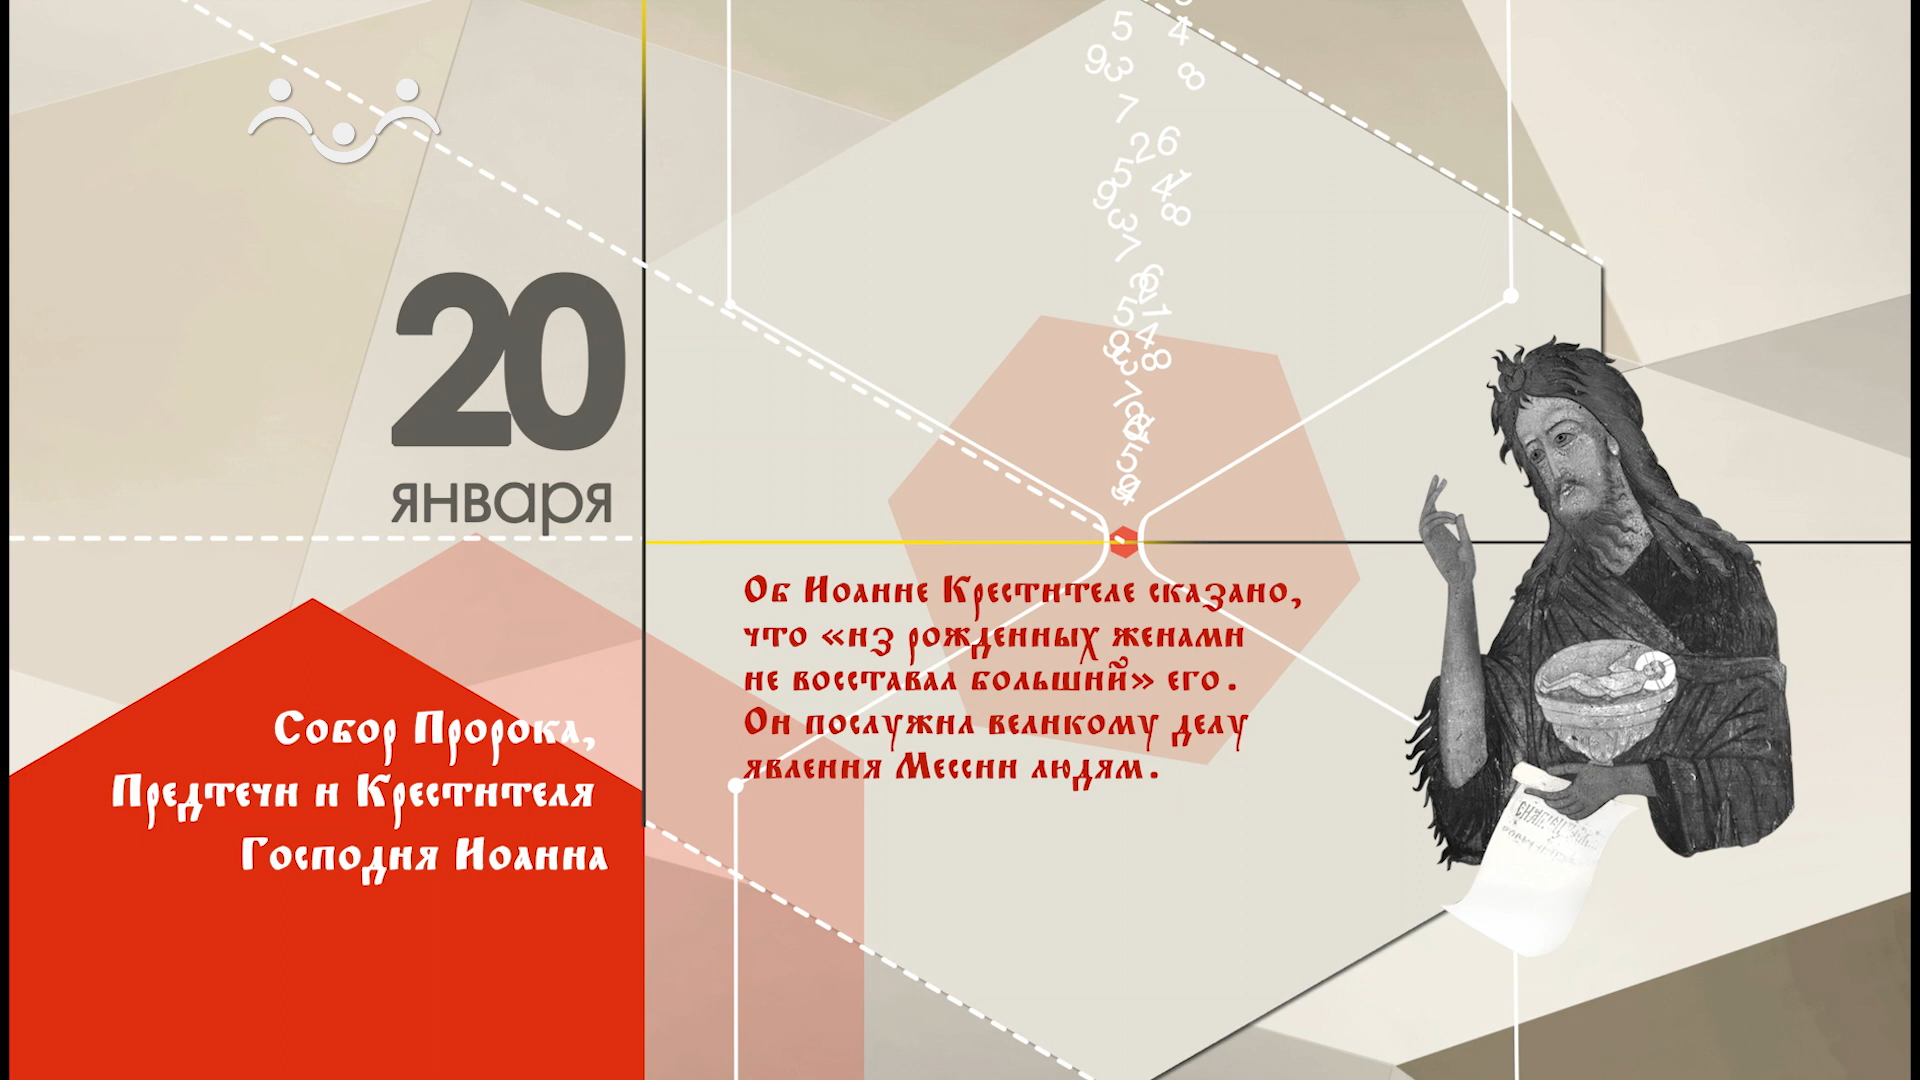 20
января
Собор Пророка,
Предтечи и Крестителя
Господня Иоанна
Об Иоанне Крестителе сказано,
что «из рожденных женами
не восставал больший» его.
Он послужил великому делу
явления Мессии людям.